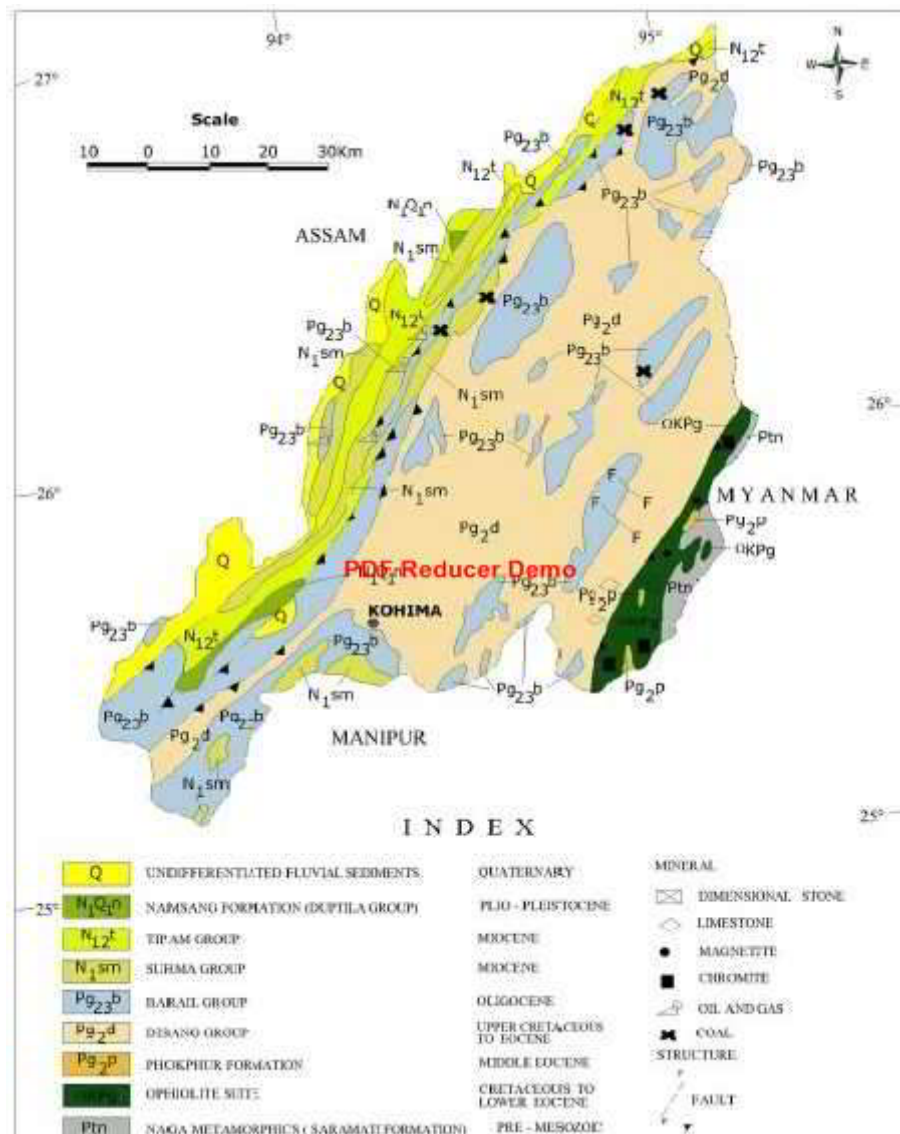 94°
95°
27°
N
W E
S
Q
N12t
Pg2d
Scale
10 0 10 20 30Km
N12t
Q
Pg23b
Pg23b
N12t
Q
Pg23b
Pg23b
N1Q1n
ASSAM
N1sm
Q
N12t
Pg23b
Pg2d
Pg23b
N1sm
Pg23b
Q
N1sm
26°
Pg23b
Pg23b
OKPg
Ptn
26°
N1sm
F
F
F
F
MYANMAR
Pg2d
Pg2p
Q
OKPg
PDF Reducer Demo
Pg23b
Pg2p
Ptn
KOHIMA
Q
Pg23b
N12t
Pg23b
N1sm
Pg23b
Pg2p
Pg23b
MANIPUR
Pg2d
N1sm
25°
INDEX
Q UNDIFFERENTIATED FLUVIAL SEDIMENTS QUATERNARY
N1Q1n NAMSANG FORMATION (DUPTILA GROUP) PLIO - PLEISTOCENE
N12t TIPAM GROUP MIOCENE
N1sm SURMA GROUP MIOCENE
Pg23b BARAIL GROUP OLIGOCENE
Pg2d DISANG GROUP UPPER CRETACEOUS TO EOCENE
Pg2p PHOKPHUR FORMATION MIDDLE EOCENE
OPHIOLITE SUITE CRETACEOUS TO LOWER EOCENE
Ptn NAGA METAMORPHICS (SARAMATI FORMATION) PRE - MESOZOIC
25°
MINERAL
DIMENSIONAL STONE
LIMESTONE
MAGNETITE
CHROMITE
OIL AND GAS
COAL
STRUCTURE
F
FAULT